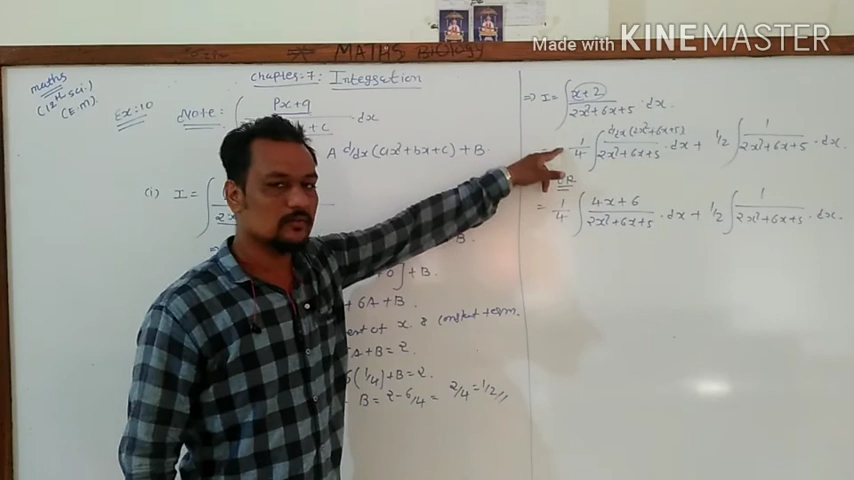 Made with KINEMASTER
MATHS BIOLOGY
maths
(12th sci.)
(E.M).
chapter:7: Integration
Ex:10
Note: ∫ Px+q / +c dx
A d/dx(ax²+bx+c) + B.
(i) I = ∫
B.
+0] + B.
+ 6A + B.
of x. & constant term.
A + B = 2.
(1/4) + B = 2.
B = 2 - 6/4 = 2/4 = 1/2 //
⇒ I = ∫ x+2 / 2x²+6x+5 · dx.
1/4 ∫ d/dx(2x²+6x+5) / 2x²+6x+5 · dx + 1/2 ∫ 1 / 2x²+6x+5 · dx.
OR
= 1/4 ∫ 4x+6 / 2x²+6x+5 · dx + 1/2 ∫ 1 / 2x²+6x+5 · dx.